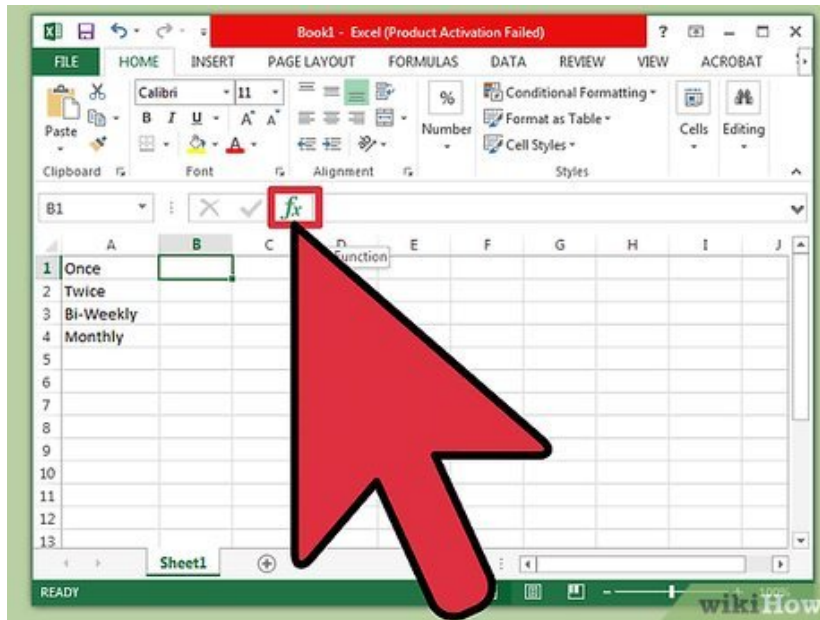 Book1 - Excel (Product Activation Failed)
FILE HOME INSERT PAGE LAYOUT FORMULAS DATA REVIEW VIEW ACROBAT
Calibri 11
Paste
B I U A A
A
%
Number
Conditional Formatting
Format as Table
Cell Styles
Cells
Editing
Clipboard Font Alignment Styles
B1 fx
Function
A B C D E F G H I J
1 Once
2 Twice
3 Bi-Weekly
4 Monthly
5
6
7
8
9
10
11
12
13
Sheet1
READY 100%
wikiHow